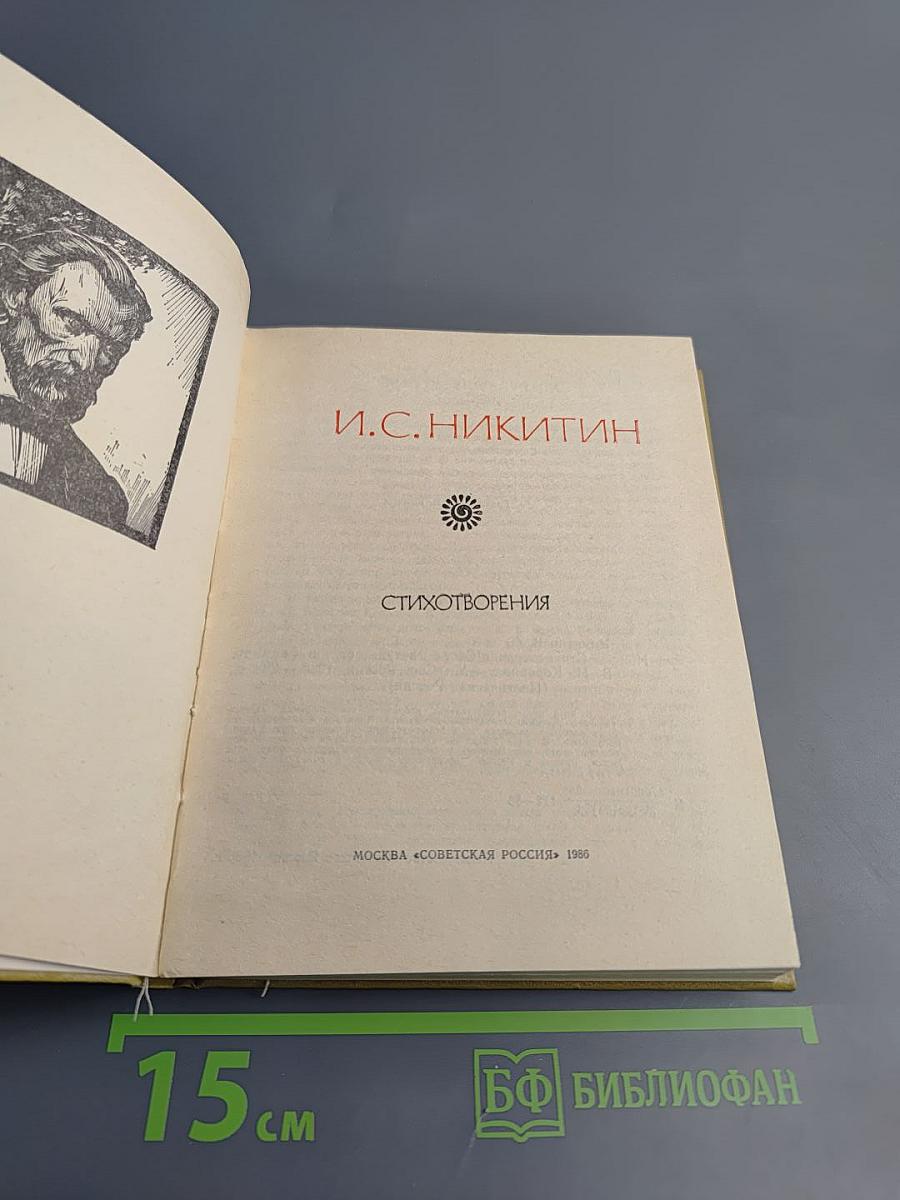 И. С. НИКИТИН
СТИХОТВОРЕНИЯ
МОСКВА «СОВЕТСКАЯ РОССИЯ» 1986
15 см
БФ БИБЛИОФАН